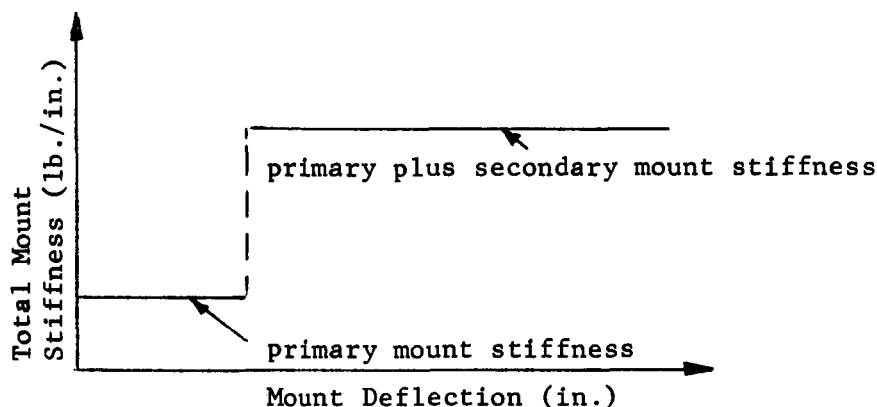 Total Mount
Stiffness (lb./in.)
primary plus secondary mount stiffness
primary mount stiffness
Mount Deflection (in.)